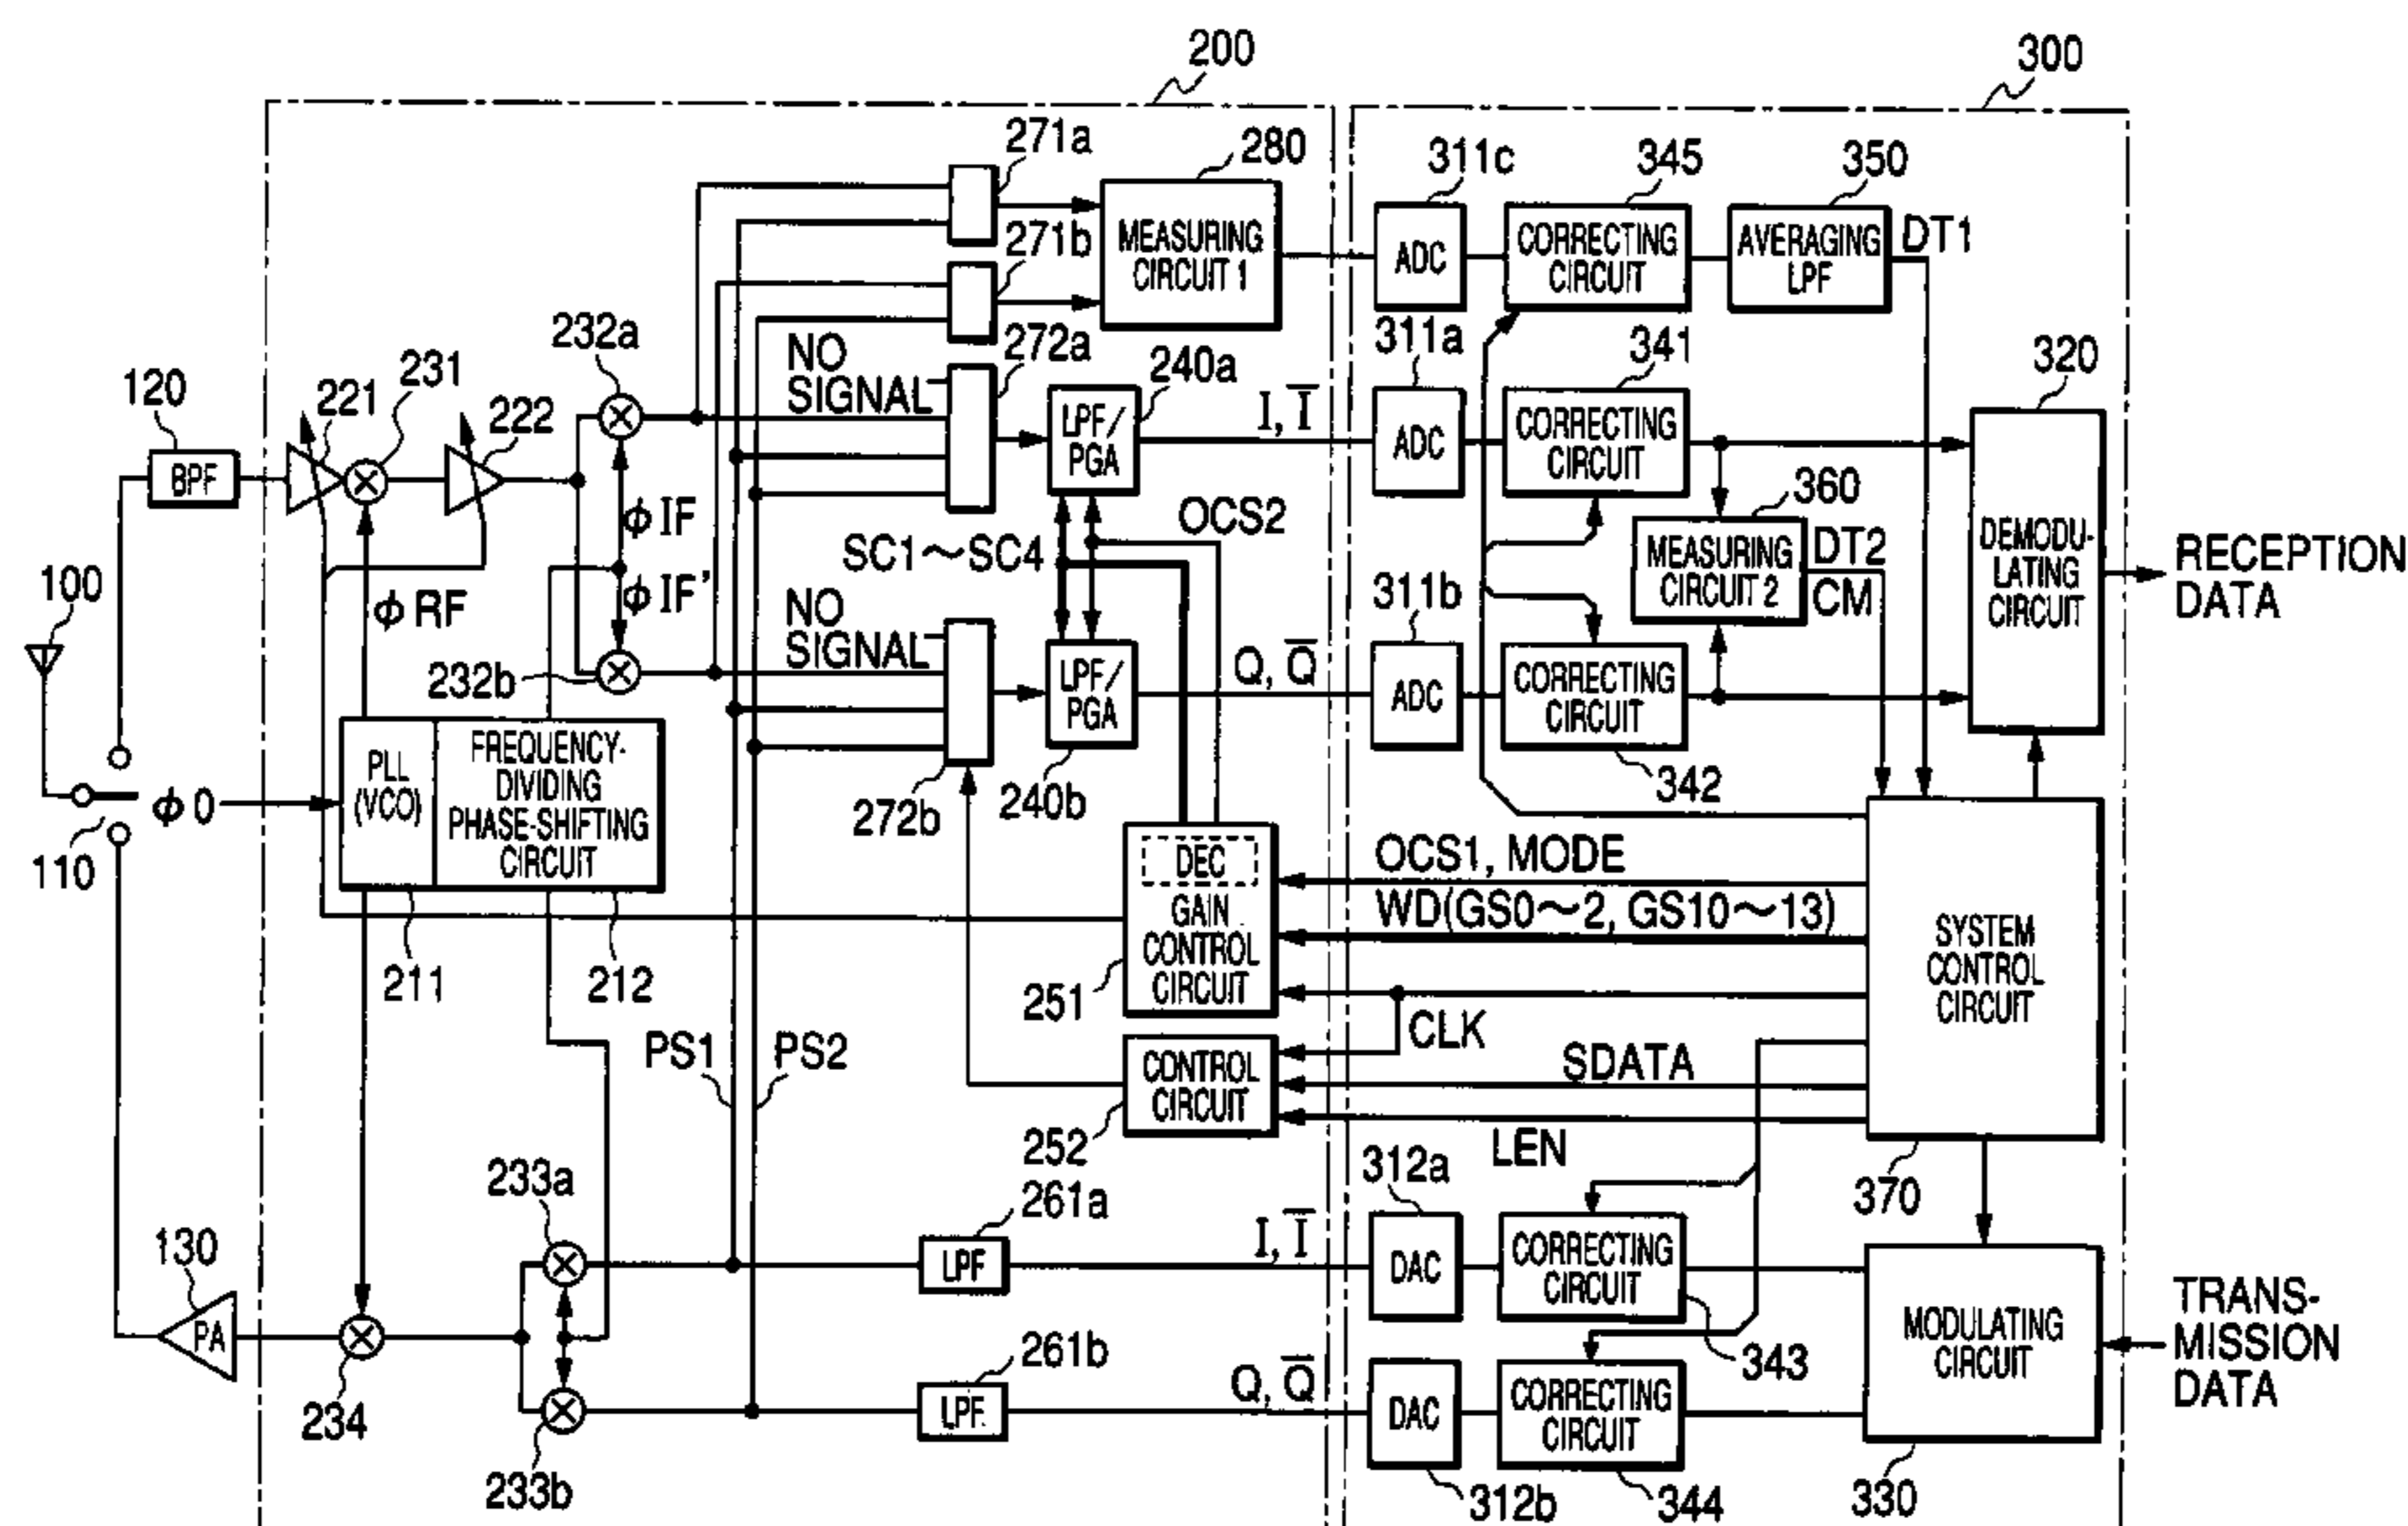 200
300
271a
280
311c
345
350
MEASURING
CIRCUIT 1
ADC
CORRECTING
CIRCUIT
AVERAGING
LPF
DT1
271b
232a
NO
SIGNAL
272a
311a
341
320
120
221
231
222
240a
BPF
LPF/
PGA
I, I̅
ADC
CORRECTING
CIRCUIT
360
OCS2
ϕ IF
SC1～SC4
MEASURING
CIRCUIT 2
DT2
CM
DEMODU-
LATING
CIRCUIT
RECEPTION
DATA
100
ϕ RF
ϕ IF'
NO
SIGNAL
311b
232b
LPF/
PGA
Q, Q̅
ADC
CORRECTING
CIRCUIT
PLL
(VCO)
FREQUENCY-
DIVIDING
PHASE-SHIFTING
CIRCUIT
ϕ 0
272b
240b
342
110
DEC
GAIN
CONTROL
CIRCUIT
OCS1, MODE
WD(GS0～2, GS10～13)
SYSTEM
CONTROL
CIRCUIT
211
212
251
CLK
PS1
PS2
CONTROL
CIRCUIT
SDATA
252
LEN
233a
261a
312a
370
130
I, I̅
LPF
DAC
CORRECTING
CIRCUIT
PA
MODULATING
CIRCUIT
TRANS-
MISSION
DATA
234
261b
343
Q, Q̅
LPF
DAC
CORRECTING
CIRCUIT
233b
312b
344
330